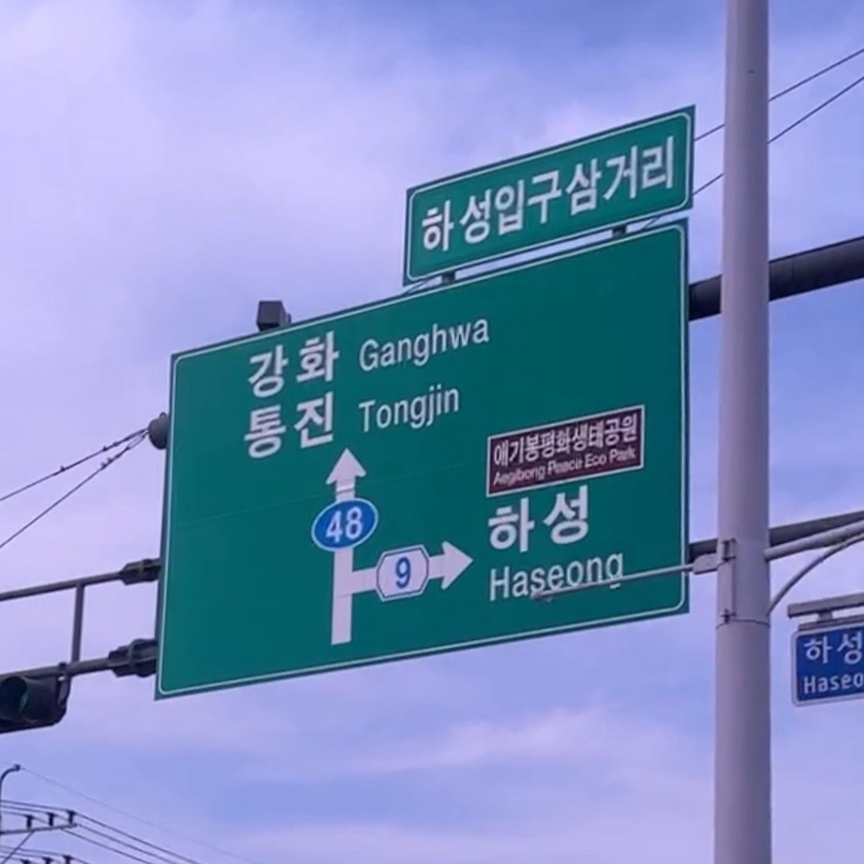 하성입구삼거리
강화 Ganghwa
통진 Tongjin
애기봉평화생태공원
Aegibong Peace Eco Park
48
하성
9
Haseong
하성
Haseo